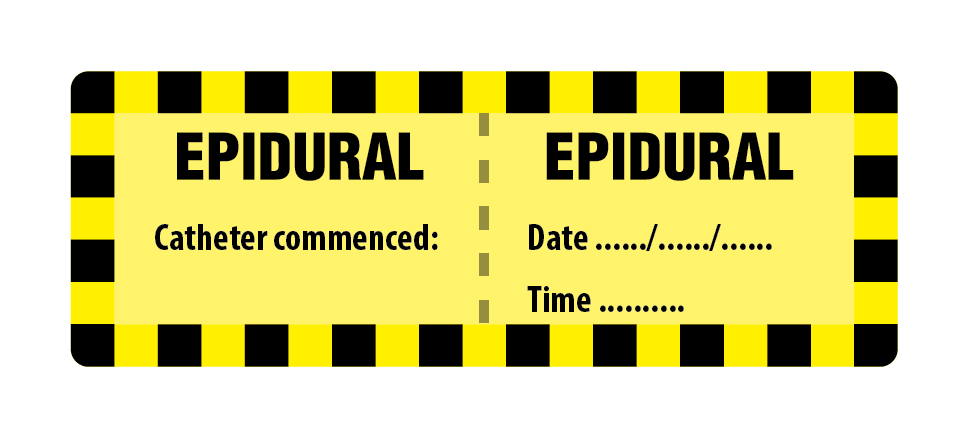 EPIDURAL
Catheter commenced:
EPIDURAL
Date ....../....../......
Time ..........